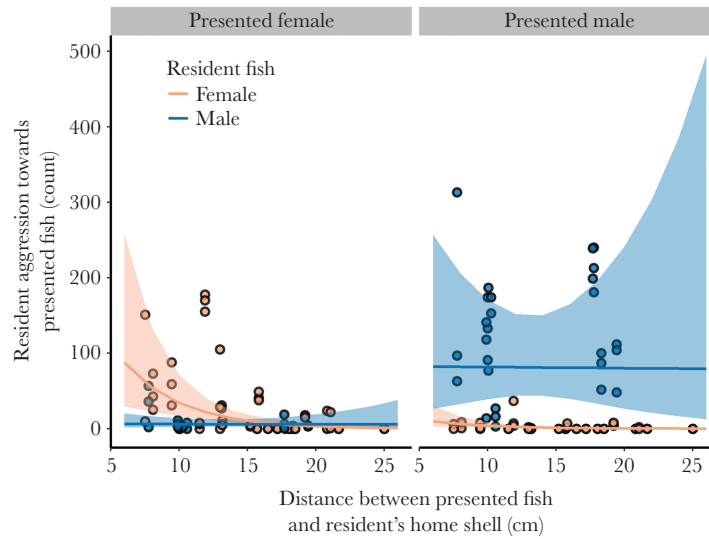 Presented female
Presented male
500
400
300
200
100
0
Resident aggression towards
presented fish (count)
Resident fish
Female
Male
5
10
15
20
25
5
10
15
20
25
Distance between presented fish
and resident's home shell (cm)